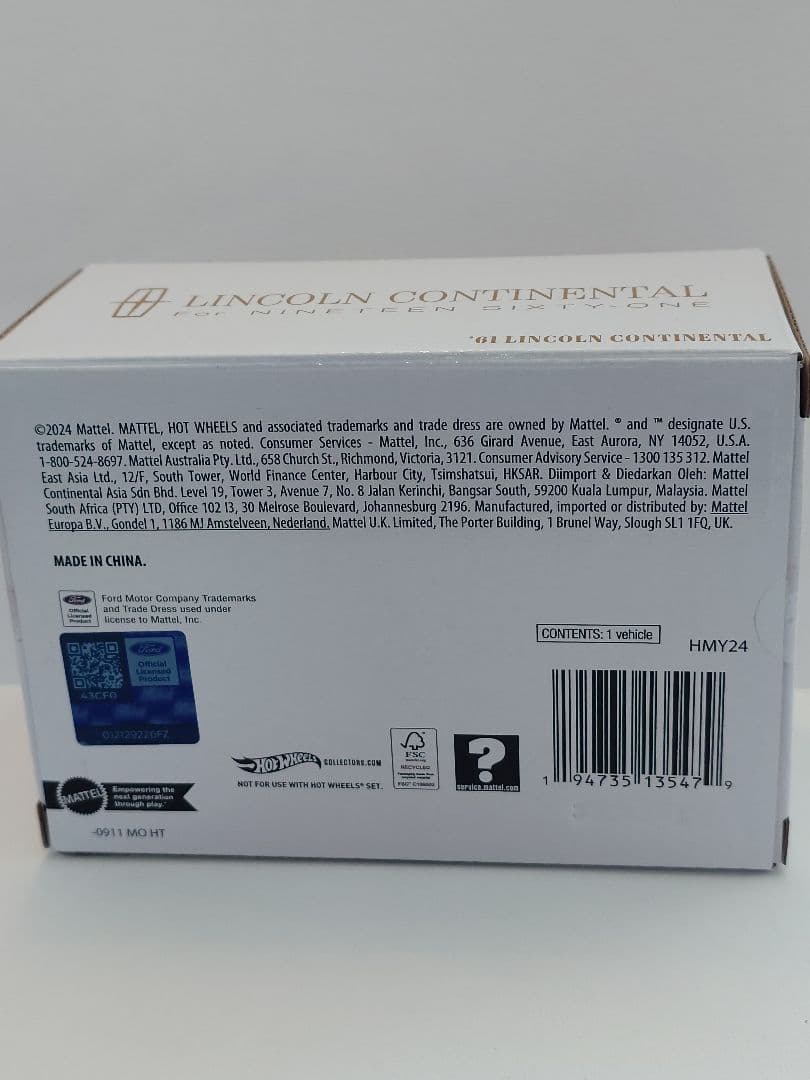 LINCOLN CONTINENTAL
For NINETEEN SIXTY-ONE
'61 LINCOLN CONTINENTAL
©2024 Mattel. MATTEL, HOT WHEELS and associated trademarks and trade dress are owned by Mattel. ® and ™ designate U.S.
trademarks of Mattel, except as noted. Consumer Services - Mattel, Inc., 636 Girard Avenue, East Aurora, NY 14052, U.S.A.
1-800-524-8697. Mattel Australia Pty. Ltd., 658 Church St., Richmond, Victoria, 3121. Consumer Advisory Service - 1300 135 312. Mattel
East Asia Ltd., 12/F, South Tower, World Finance Center, Harbour City, Tsimshatsui, HKSAR. Diimport & Diedarkan Oleh: Mattel
Continental Asia Sdn Bhd. Level 19, Tower 3, Avenue 7, No. 8 Jalan Kerinchi, Bangsar South, 59200 Kuala Lumpur, Malaysia. Mattel
South Africa (PTY) LTD, Office 102 I3, 30 Melrose Boulevard, Johannesburg 2196. Manufactured, imported or distributed by: Mattel
Europa B.V., Gondel 1, 1186 MJ Amstelveen, Nederland. Mattel U.K. Limited, The Porter Building, 1 Brunel Way, Slough SL1 1FQ, UK.
MADE IN CHINA.
Ford
Official
Licensed
Product
Ford Motor Company Trademarks
and Trade Dress used under
license to Mattel, Inc.
Ford
Official
Licensed
Product
43CF0
012129226FZ
CONTENTS: 1 vehicle
HMY24
HOT WHEELS COLLECTORS.COM
NOT FOR USE WITH HOT WHEELS® SET.
FSC
RECYCLED
?
service.mattel.com
1 94735 13547 9
MATTEL
Empowering the
next generation
through play.™
-0911 MO HT